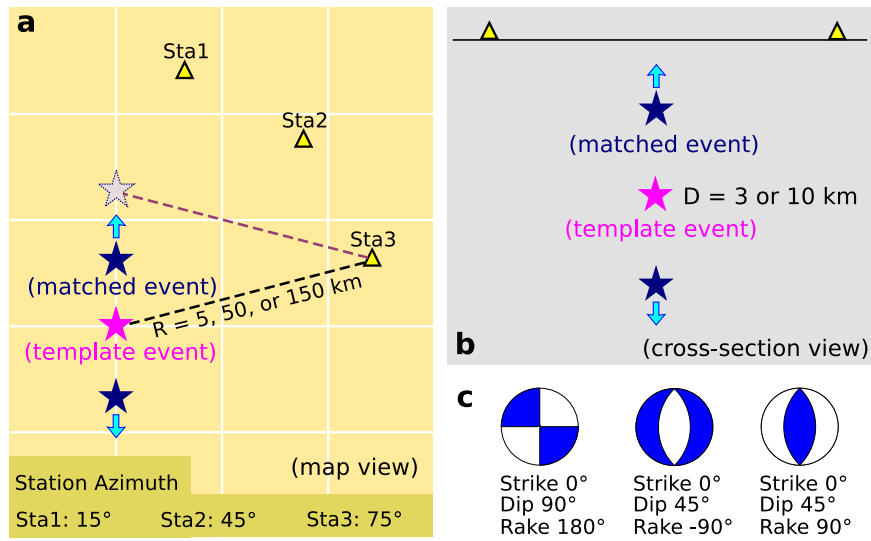 a
Sta1
Sta2
Sta3
(matched event)
R = 5, 50, or 150 km
(template event)
(map view)
Station Azimuth
Sta1: 15°
Sta2: 45°
Sta3: 75°
(matched event)
D = 3 or 10 km
(template event)
b
(cross-section view)
c
Strike 0°
Dip 90°
Rake 180°
Strike 0°
Dip 45°
Rake -90°
Strike 0°
Dip 45°
Rake 90°